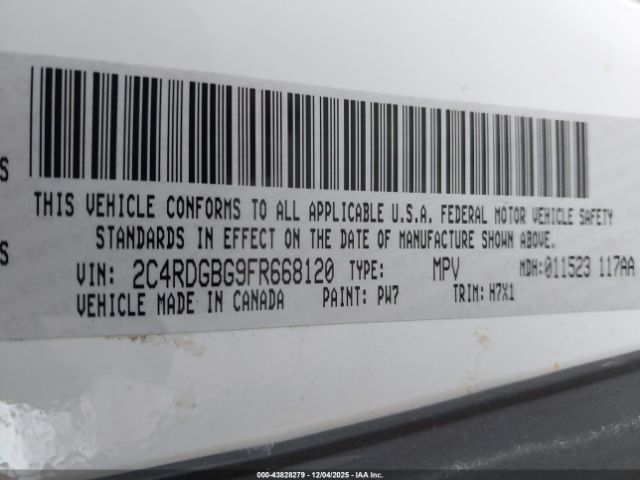 THIS VEHICLE CONFORMS TO ALL APPLICABLE U.S.A. FEDERAL MOTOR VEHICLE SAFETY
STANDARDS IN EFFECT ON THE DATE OF MANUFACTURE SHOWN ABOVE.
VIN: 2C4RDGBG9FR668120 TYPE: MPV MDH:011523 117AA
VEHICLE MADE IN CANADA PAINT: PW7 TRIM: H7X1
S
S
000-43828279 - 12/04/2025 - IAA Inc.